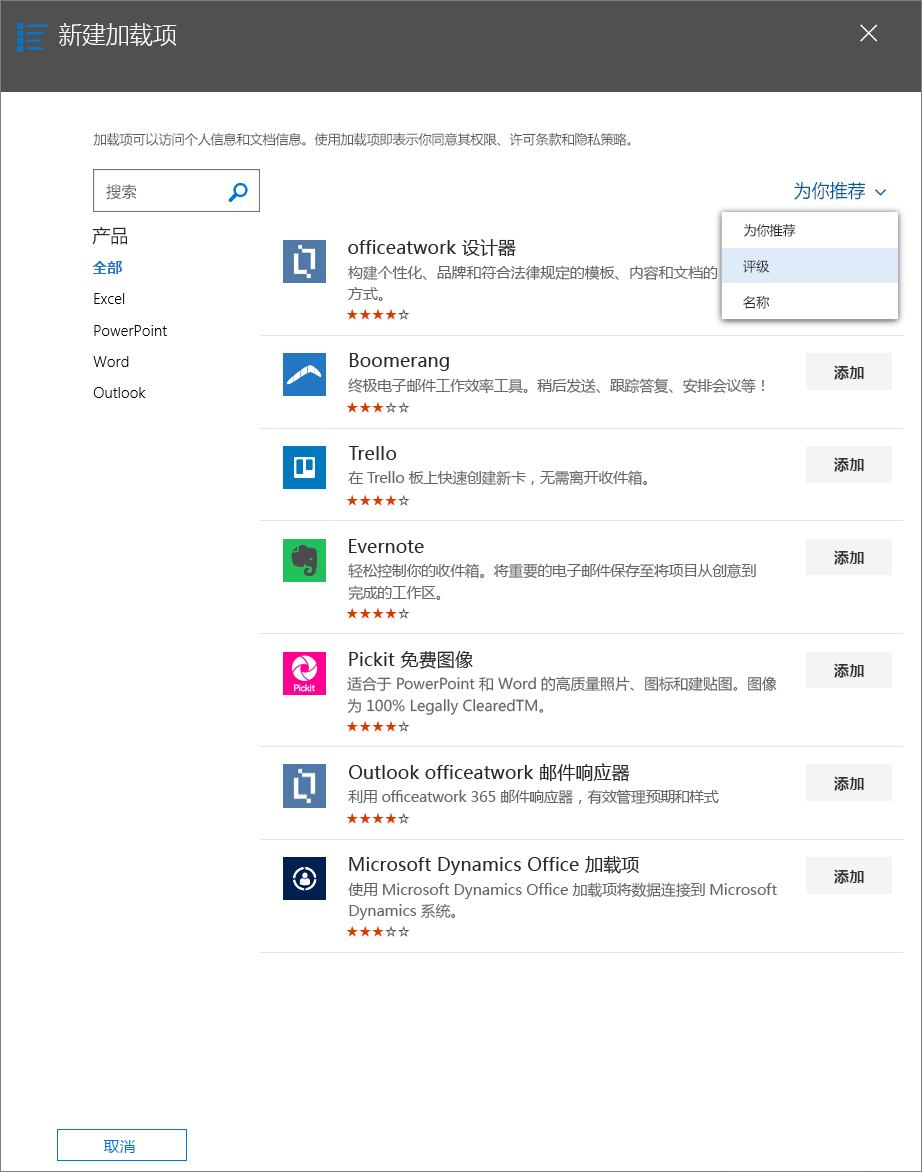 新建加载项
加载项可以访问个人信息和文档信息。使用加载项即表示你同意其权限、许可条款和隐私策略。
搜索
为你推荐
为你推荐
评级
名称
产品
全部
Excel
PowerPoint
Word
Outlook
officeatwork 设计器
构建个性化、品牌和符合法律规定的模板、内容和文档的
方式。
Boomerang
终极电子邮件工作效率工具。稍后发送、跟踪答复、安排会议等！
添加
Trello
在 Trello 板上快速创建新卡，无需离开收件箱。
添加
Evernote
轻松控制你的收件箱。将重要的电子邮件保存至将项目从创意到
完成的工作区。
添加
Pickit
Pickit 免费图像
适合于 PowerPoint 和 Word 的高质量照片、图标和建贴图。图像
为 100% Legally ClearedTM。
添加
Outlook officeatwork 邮件响应器
利用 officeatwork 365 邮件响应器，有效管理预期和样式
添加
Microsoft Dynamics Office 加载项
使用 Microsoft Dynamics Office 加载项将数据连接到 Microsoft
Dynamics 系统。
添加
取消